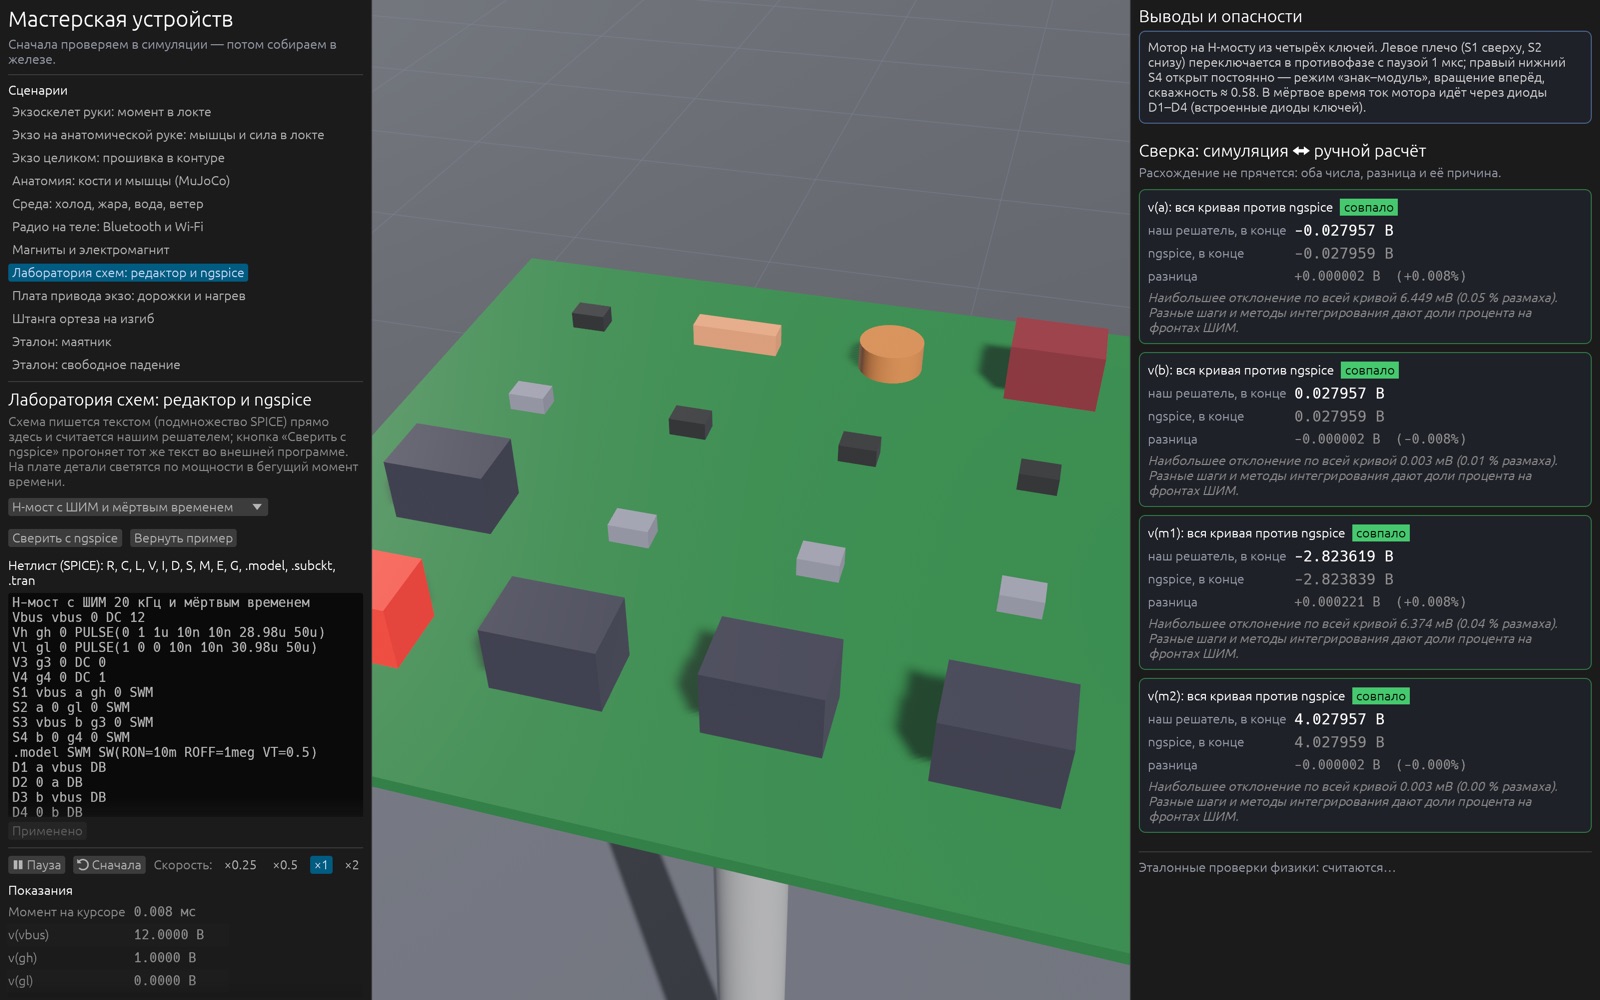 Мастерская устройств
Сначала проверяем в симуляции — потом собираем в
железе.
Сценарии
Экзоскелет руки: момент в локте
Экзо на анатомической руке: мышцы и сила в локте
Экзо целиком: прошивка в контуре
Анатомия: кости и мышцы (MuJoCo)
Среда: холод, жара, вода, ветер
Радио на теле: Bluetooth и Wi-Fi
Магниты и электромагнит
Лаборатория схем: редактор и ngspice
Плата привода экзо: дорожки и нагрев
Штанга ортеза на изгиб
Эталон: маятник
Эталон: свободное падение
Лаборатория схем: редактор и ngspice
Схема пишется текстом (подмножество SPICE) прямо
здесь и считается нашим решателем; кнопка «Сверить с
ngspice» прогоняет тот же текст во внешней программе.
На плате детали светятся по мощности в бегущий момент
времени.
Н-мост с ШИМ и мёртвым временем
Сверить с ngspice Вернуть пример
Нетлист (SPICE): R, C, L, V, I, D, S, M, E, G, .model, .subckt,
.tran
Н-мост с ШИМ 20 кГц и мёртвым временем
Vbus vbus 0 DC 12
Vh gh 0 PULSE(0 1 1u 10n 10n 28.98u 50u)
Vl gl 0 PULSE(1 0 0 10n 10n 30.98u 50u)
V3 g3 0 DC 0
V4 g4 0 DC 1
S1 vbus a gh 0 SWM
S2 a 0 gl 0 SWM
S3 vbus b g3 0 SWM
S4 b 0 g4 0 SWM
.model SWM SW(RON=10m ROFF=1meg VT=0.5)
D1 a vbus DB
D2 0 a DB
D3 b vbus DB
D4 0 b DB
Применено
Пауза Сначала Скорость: ×0.25 ×0.5 ×1 ×2
Показания
Момент на курсоре 0.008 мс
v(vbus) 12.0000 В
v(gh) 1.0000 В
v(gl) 0.0000 В
Выводы и опасности
Мотор на Н-мосту из четырёх ключей. Левое плечо (S1 сверху, S2
снизу) переключается в противофазе с паузой 1 мкс; правый нижний
S4 открыт постоянно — режим «знак–модуль», вращение вперёд,
скважность ≈ 0.58. В мёртвое время ток мотора идёт через диоды
D1–D4 (встроенные диоды ключей).
Сверка: симуляция ⬌ ручной расчёт
Расхождение не прячется: оба числа, разница и её причина.
v(a): вся кривая против ngspice совпало
наш решатель, в конце −0.027957 В
ngspice, в конце −0.027959 В
разница +0.000002 В (+0.008%)
Наибольшее отклонение по всей кривой 6.449 мВ (0.05 % размаха).
Разные шаги и методы интегрирования дают доли процента на
фронтах ШИМ.
v(b): вся кривая против ngspice совпало
наш решатель, в конце 0.027957 В
ngspice, в конце 0.027959 В
разница −0.000002 В (−0.008%)
Наибольшее отклонение по всей кривой 0.003 мВ (0.01 % размаха).
Разные шаги и методы интегрирования дают доли процента на
фронтах ШИМ.
v(m1): вся кривая против ngspice совпало
наш решатель, в конце −2.823619 В
ngspice, в конце −2.823839 В
разница +0.000221 В (+0.008%)
Наибольшее отклонение по всей кривой 6.374 мВ (0.04 % размаха).
Разные шаги и методы интегрирования дают доли процента на
фронтах ШИМ.
v(m2): вся кривая против ngspice совпало
наш решатель, в конце 4.027957 В
ngspice, в конце 4.027959 В
разница −0.000002 В (−0.000%)
Наибольшее отклонение по всей кривой 0.003 мВ (0.00 % размаха).
Разные шаги и методы интегрирования дают доли процента на
фронтах ШИМ.
Эталонные проверки физики: считаются…